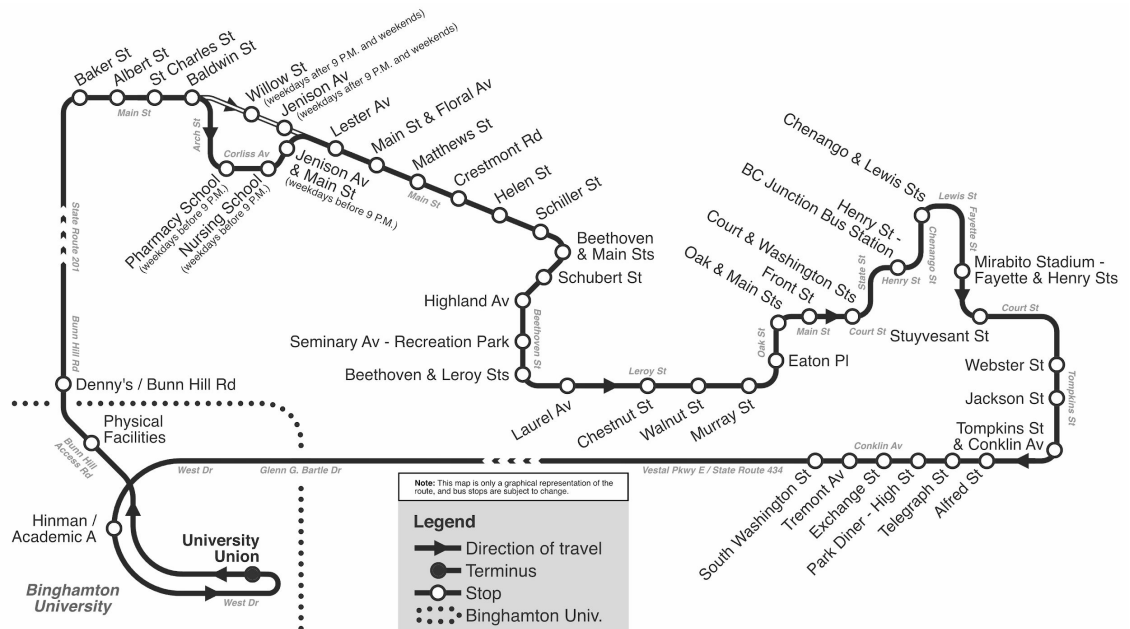 Baker St
Albert St
St Charles St
Baldwin St
Willow St
(weekdays after 9 P.M. and weekends)
Jenison Av
(weekdays after 9 P.M. and weekends)
Main St
Arch St
Corliss Av
Pharmacy School
(weekdays before 9 P.M.)
Nursing School
(weekdays before 9 P.M.)
Jenison Av
& Main St
(weekdays before 9 P.M.)
Lester Av
Main St & Floral Av
Matthews St
Main St
Crestmont Rd
Helen St
Schiller St
Beethoven
& Main Sts
Schubert St
Highland Av
Beethoven St
Seminary Av - Recreation Park
Beethoven & Leroy Sts
Laurel Av
Leroy St
Chestnut St
Walnut St
Murray St
Eaton Pl
Oak St
Oak & Main Sts
Front St
Main St
Court & Washington Sts
Court St
State St
Henry St -
BC Junction Bus Station
Henry St
Chenango St
Chenango & Lewis Sts
Lewis St
Fayette St
Mirabito Stadium -
Fayette & Henry Sts
Stuyvesant St
Court St
Webster St
Jackson St
Tompkins St
Tompkins St
& Conklin Av
Alfred St
Telegraph St
Park Diner - High St
Exchange St
Tremont Av
South Washington St
Conklin Av
Vestal Pkwy E / State Route 434
Glenn G. Bartle Dr
West Dr
State Route 201
Bunn Hill Rd
Denny's / Bunn Hill Rd
Physical
Facilities
Bunn Hill
Access Rd
Hinman /
Academic A
University
Union
West Dr
Binghamton
University
Note: This map is only a graphical representation of the
route, and bus stops are subject to change.
Legend
Direction of travel
Terminus
Stop
Binghamton Univ.